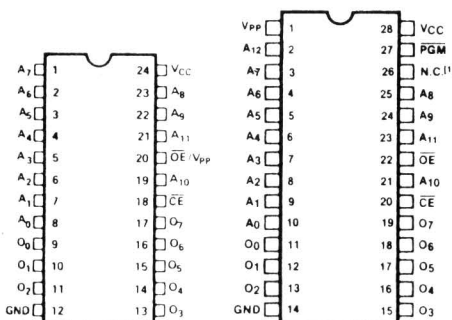 A7 1 24 VCC
A6 2 23 A8
A5 3 22 A9
A4 4 21 A11
A3 5 20 OE/VPP
A2 6 19 A10
A1 7 18 CE
A0 8 17 O7
O0 9 16 O6
O1 10 15 O5
O2 11 14 O4
GND 12 13 O3
VPP 1 28 VCC
A12 2 27 PGM
A7 3 26 N.C.[1
A6 4 25 A8
A5 5 24 A9
A4 6 23 A11
A3 7 22 OE
A2 8 21 A10
A1 9 20 CE
A0 10 19 O7
O0 11 18 O6
O1 12 17 O5
O2 13 16 O4
GND 14 15 O3